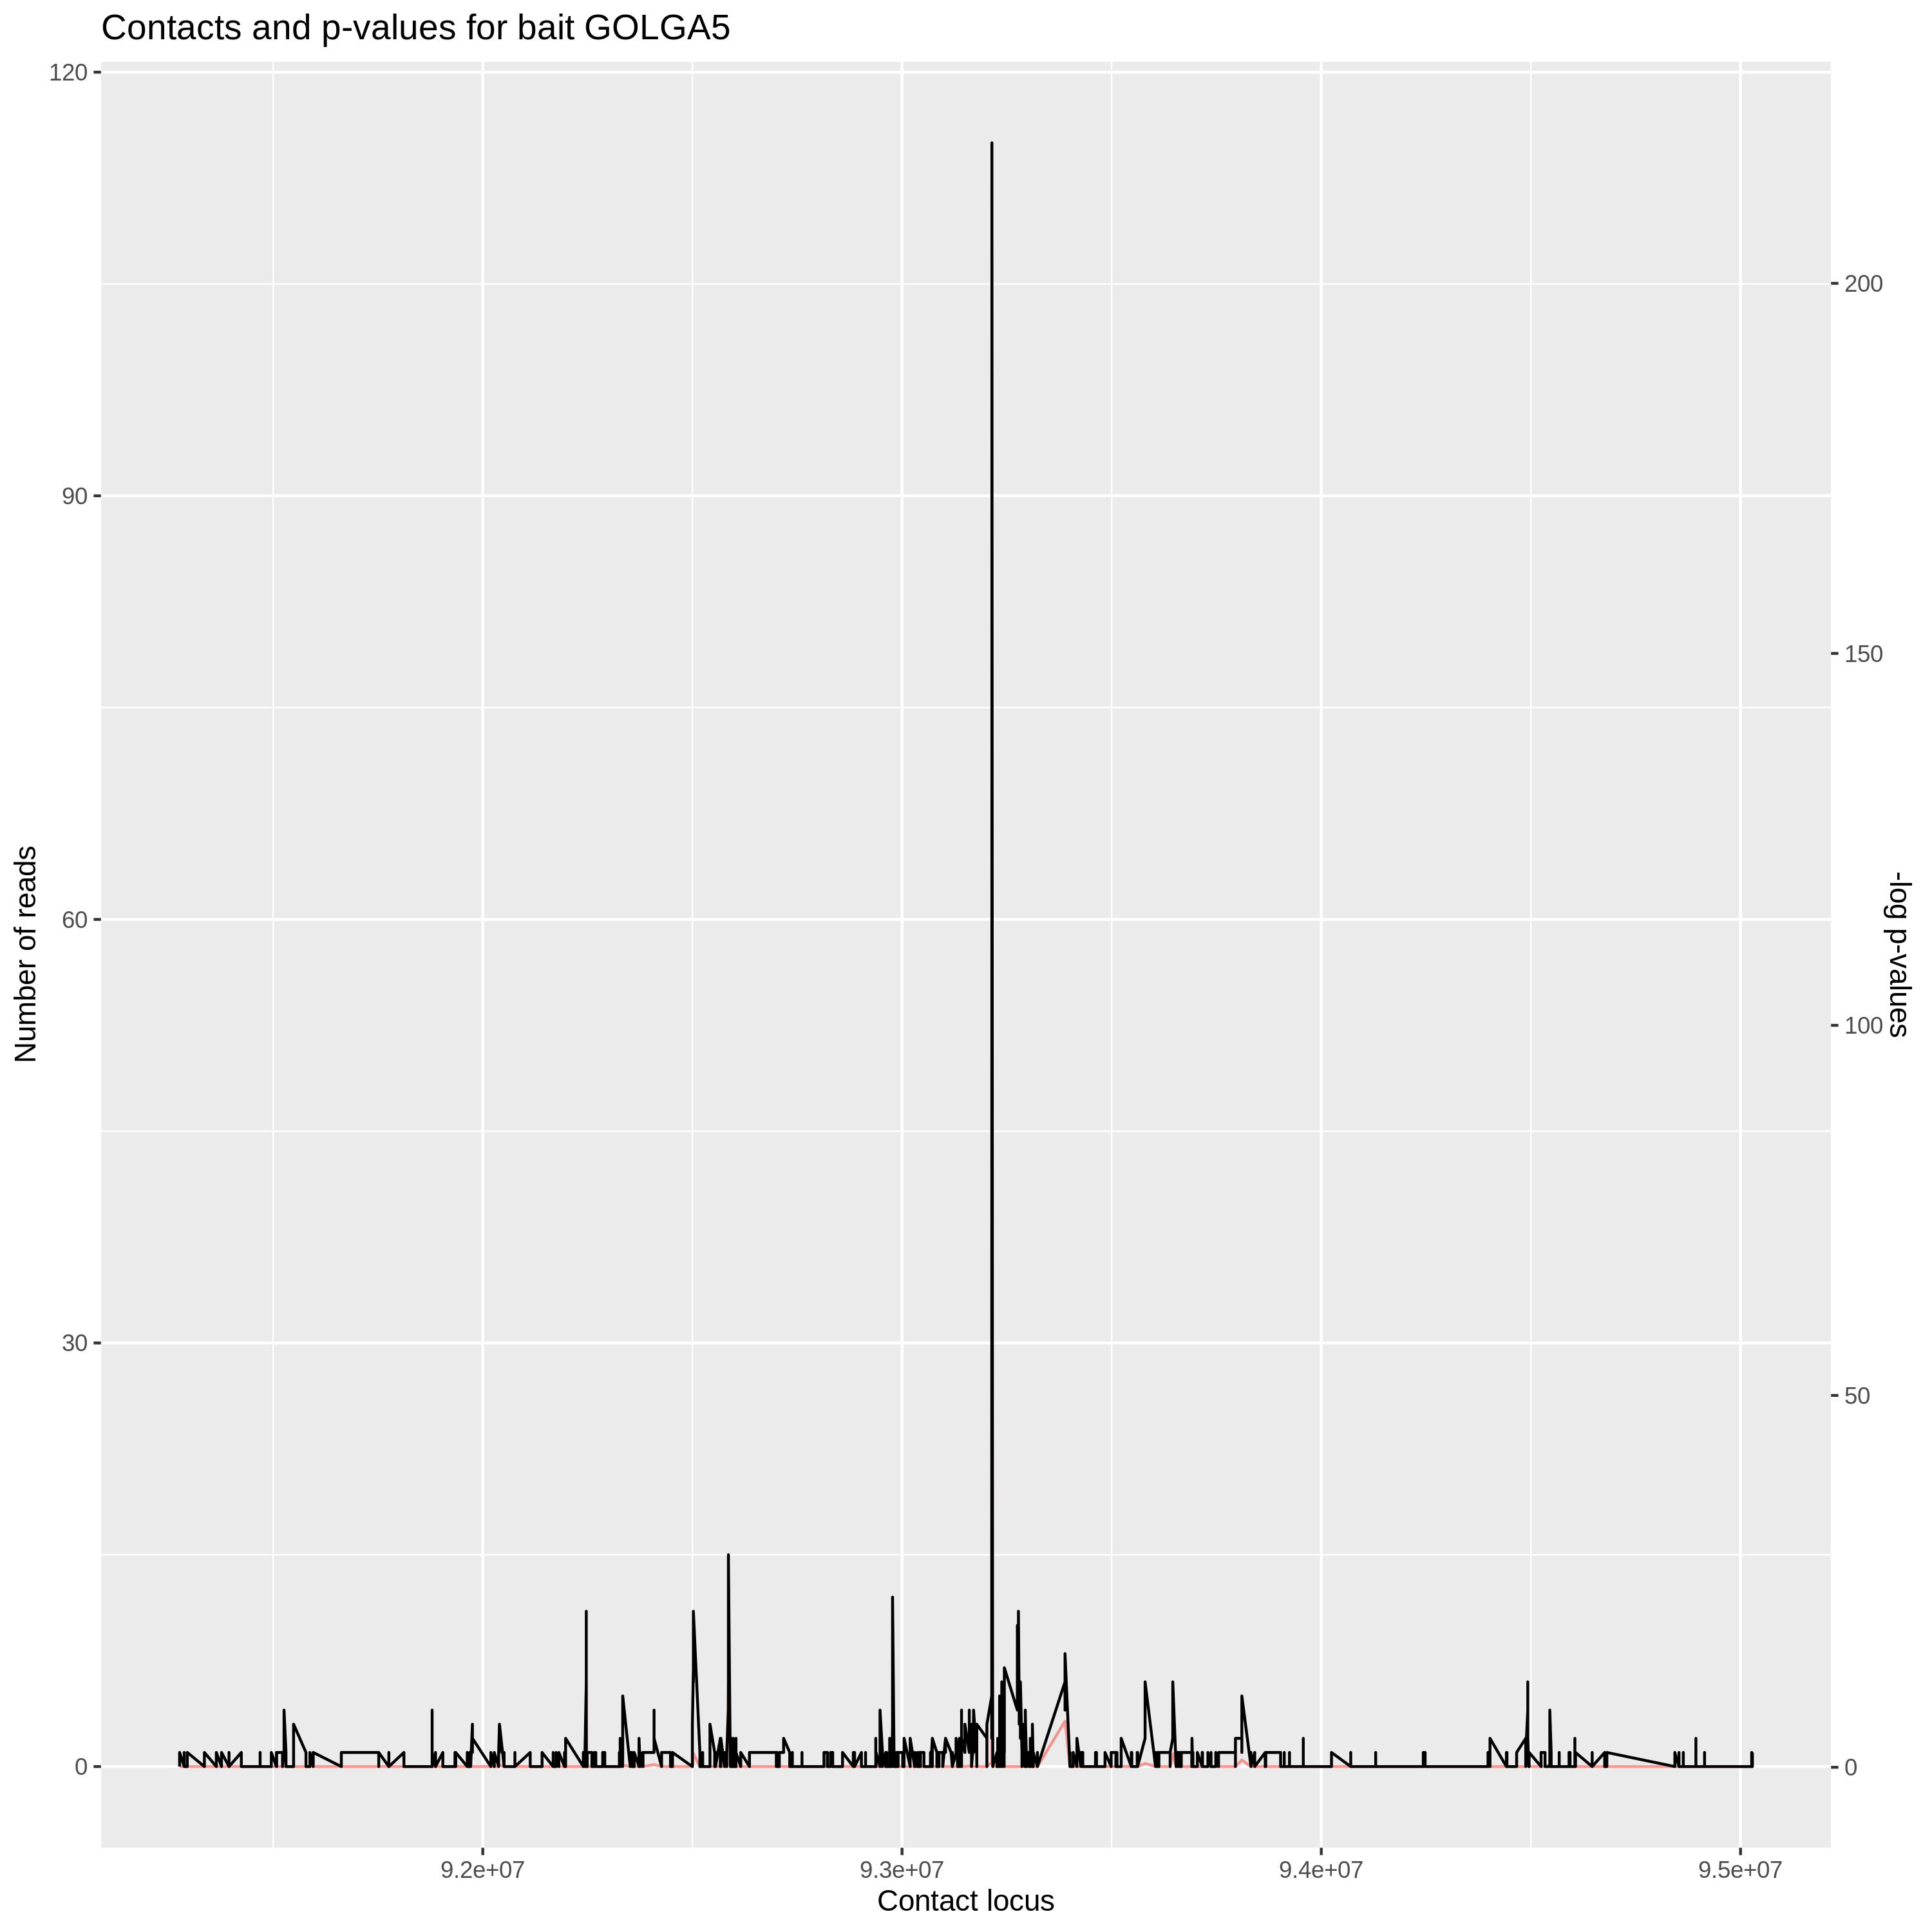 Contacts and p-values for bait GOLGA5
120
90
60
30
0
Number of reads
200
150
100
50
0
-log p-values
9.2e+07
9.3e+07
9.4e+07
9.5e+07
Contact locus